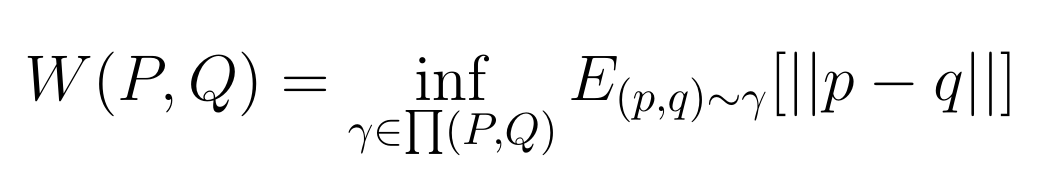 W(P, Q) = inf_{γ∈∏(P,Q)} E_{(p,q)∼γ}[||p − q||]